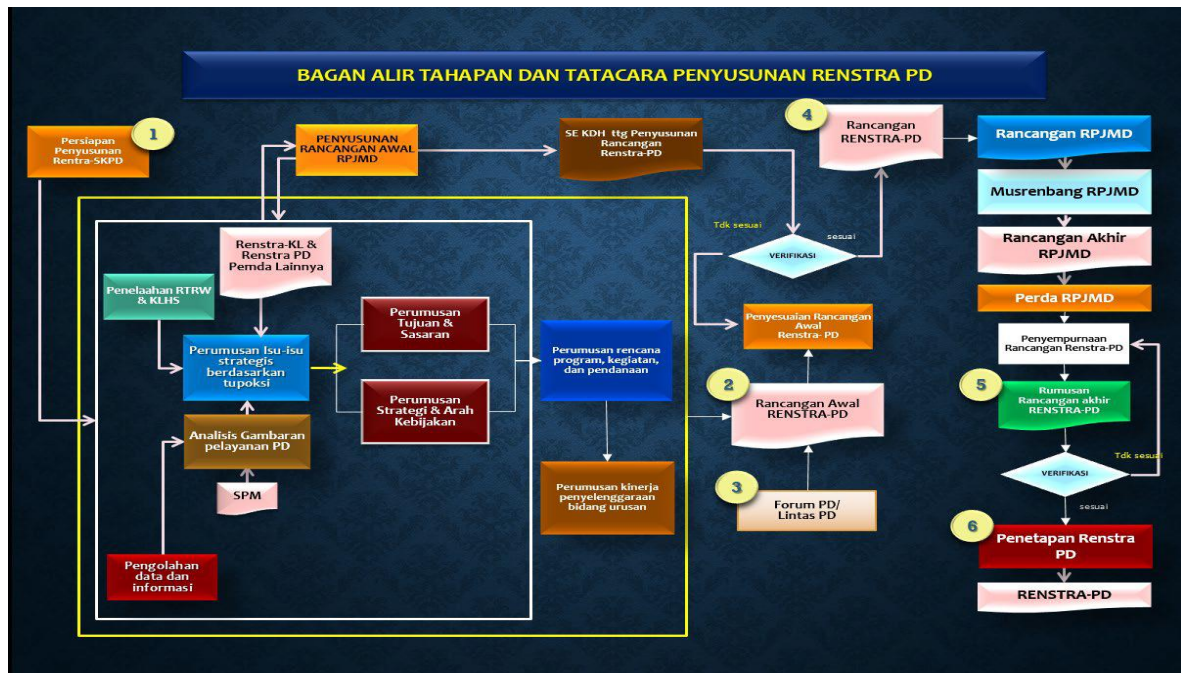 BAGAN ALIR TAHAPAN DAN TATACARA PENYUSUNAN RENSTRA PD
1
Persiapan
Penyusunan
Rentra-SKPD
PENYUSUNAN
RANCANGAN AWAL
RPJMD
SE KDH ttg Penyusunan
Rancangan
Renstra-PD
4
Rancangan
RENSTRA-PD
Rancangan RPJMD
Musrenbang RPJMD
Rancangan Akhir
RPJMD
Perda RPJMD
Penyempurnaan
Rancangan Renstra-PD
5
Rumusan
Rancangan akhir
RENSTRA-PD
Tdk sesuai
VERIFIKASI
sesuai
6
Penetapan Renstra
PD
RENSTRA-PD
Tdk sesuai
sesuai
VERIFIKASI
Penyesuaian Rancangan
Awal
Renstra- PD
2
Rancangan Awal
RENSTRA-PD
3
Forum PD/
Lintas PD
Renstra-KL &
Renstra PD
Pemda Lainnya
Penelaahan RTRW
& KLHS
Perumusan Isu-isu
strategis
berdasarkan
tupoksi
Perumusan
Tujuan &
Sasaran
Perumusan
Strategi & Arah
Kebijakan
Perumusan rencana
program, kegiatan,
dan pendanaan
Analisis Gambaran
pelayanan PD
SPM
Perumusan kinerja
penyelenggaraan
bidang urusan
Pengolahan
data dan
informasi